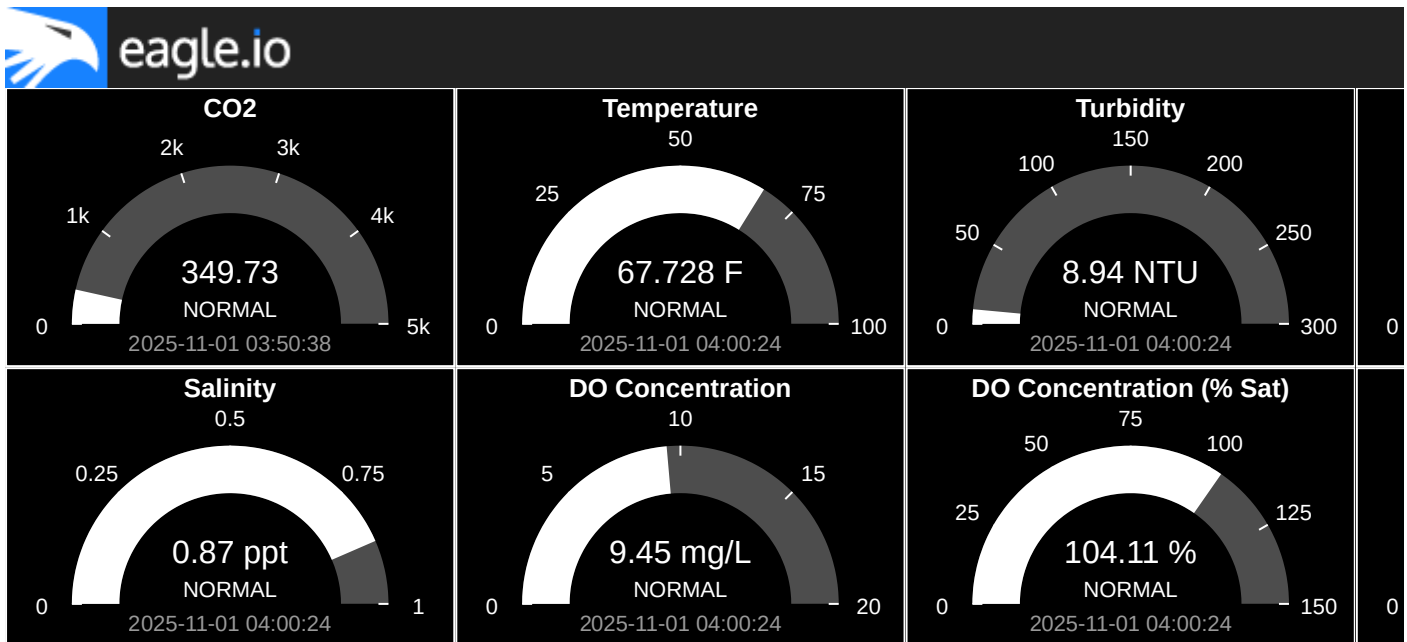 eagle.io
CO2
2k
3k
1k
4k
349.73
NORMAL
0
5k
2025-11-01 03:50:38
Temperature
50
25
75
67.728 F
NORMAL
0
100
2025-11-01 04:00:24
Turbidity
150
100
200
50
250
8.94 NTU
NORMAL
0
300
2025-11-01 04:00:24
0
Salinity
0.5
0.25
0.75
0.87 ppt
NORMAL
0
1
2025-11-01 04:00:24
DO Concentration
10
5
15
9.45 mg/L
NORMAL
0
20
2025-11-01 04:00:24
DO Concentration (% Sat)
75
50
100
25
125
104.11 %
NORMAL
0
150
2025-11-01 04:00:24
0